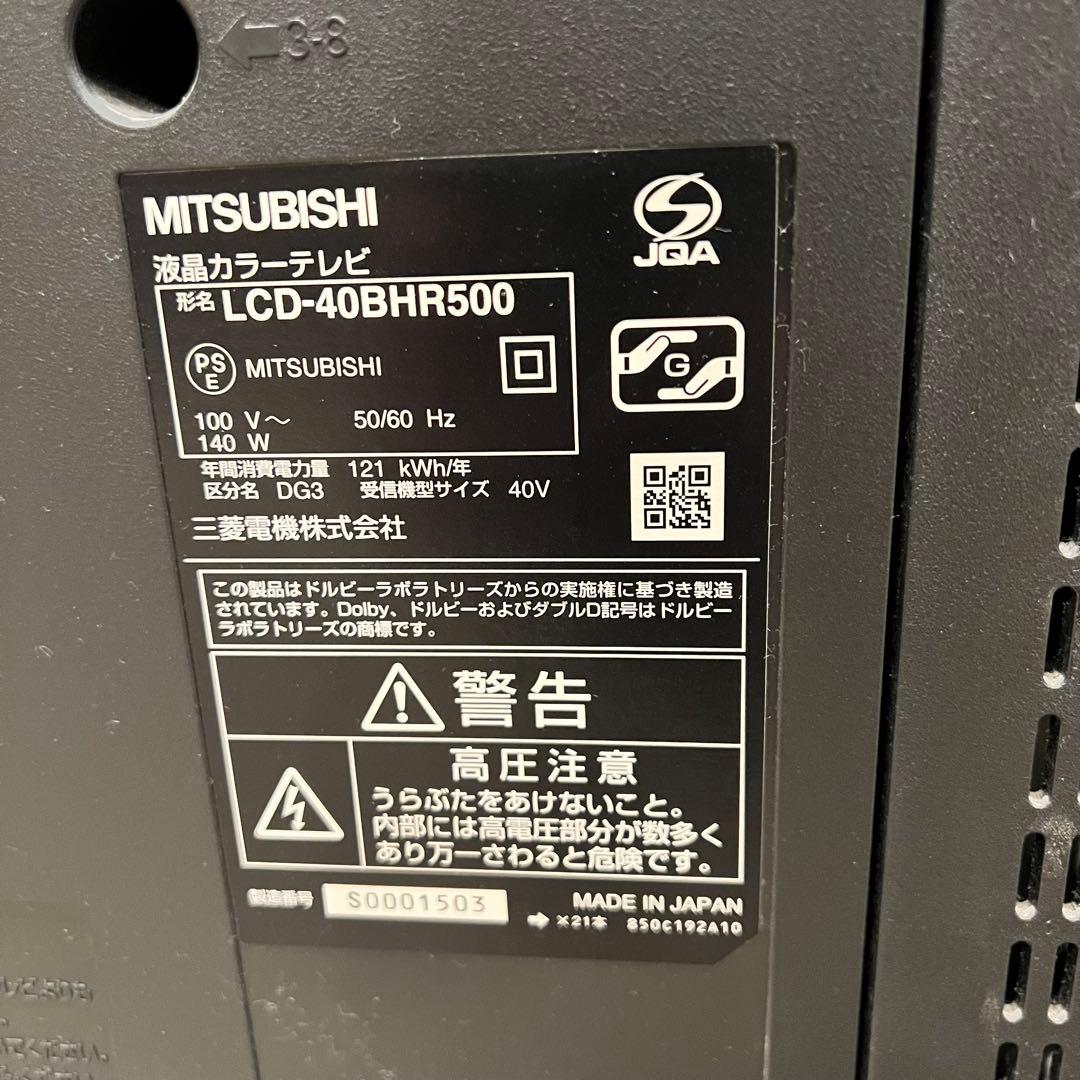 3-8
MITSUBISHI
JQA
液晶カラーテレビ
形名 LCD-40BHR500
PS
E
MITSUBISHI
G
100 V～ 50/60 Hz
140 W
年間消費電力量 121 kWh/年
区分名 DG3 受信機型サイズ 40V
三菱電機株式会社
この製品はドルビーラボラトリーズからの実施権に基づき製造
されています。Dolby、ドルビーおよびダブルD記号はドルビー
ラボラトリーズの商標です。
警告
高圧注意
うらぶたをあけないこと。
内部には高電圧部分が数多く
あり万一さわると危険です。
製造番号 S0001503
MADE IN JAPAN
➡ ×21本 850C192A10